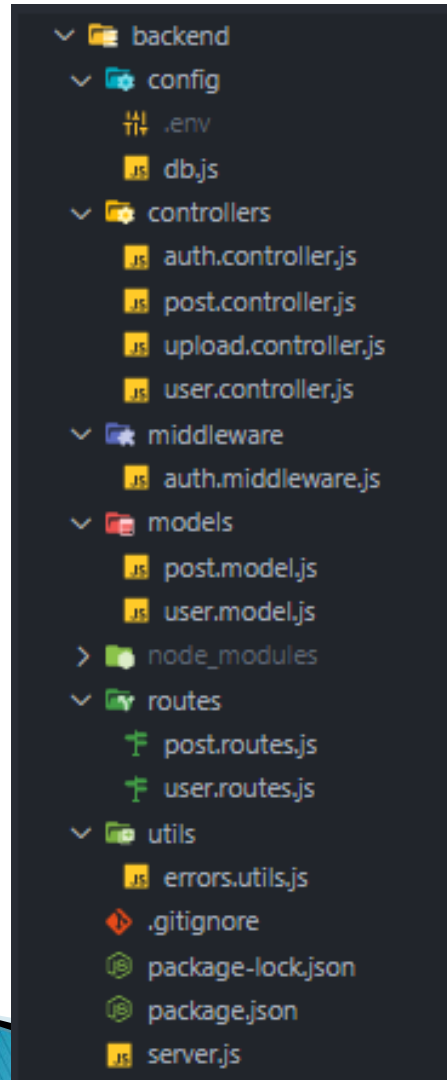 backend
config
.env
db.js
controllers
auth.controller.js
post.controller.js
upload.controller.js
user.controller.js
middleware
auth.middleware.js
models
post.model.js
user.model.js
node_modules
routes
post.routes.js
user.routes.js
utils
errors.utils.js
.gitignore
package-lock.json
package.json
server.js